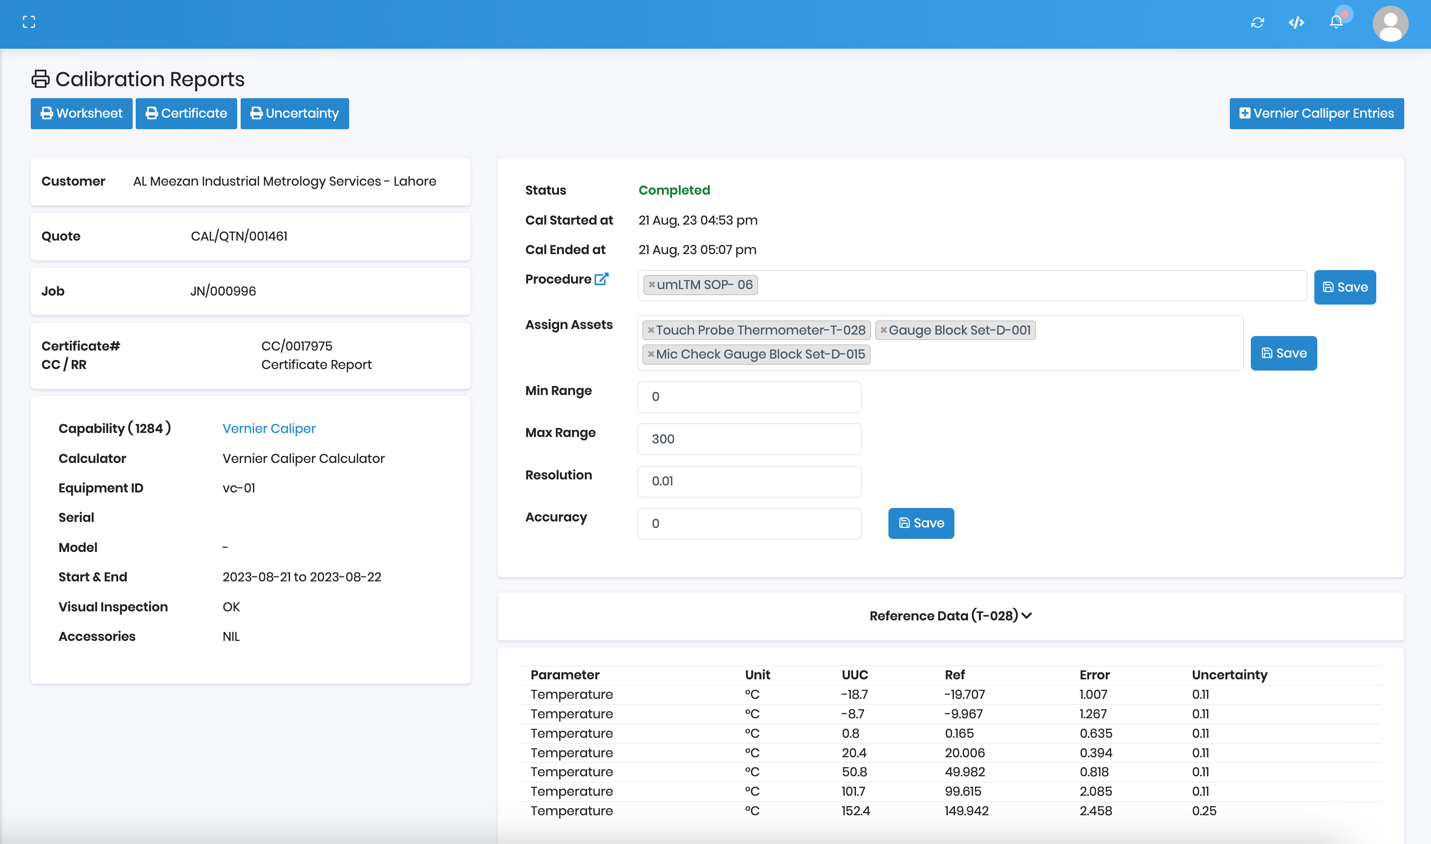 Calibration Reports
Worksheet Certificate Uncertainty
Vernier Calliper Entries
Customer AL Meezan Industrial Metrology Services - Lahore
Quote CAL/QTN/001461
Job JN/000996
Certificate# CC/0017975
CC / RR Certificate Report
Capability ( 1284 ) Vernier Caliper
Calculator Vernier Caliper Calculator
Equipment ID vc-01
Serial
Model -
Start & End 2023-08-21 to 2023-08-22
Visual Inspection OK
Accessories NIL
Status Completed
Cal Started at 21 Aug, 23 04:53 pm
Cal Ended at 21 Aug, 23 05:07 pm
Procedure ×umLTM SOP- 06 Save
Assign Assets ×Touch Probe Thermometer-T-028 ×Gauge Block Set-D-001
×Mic Check Gauge Block Set-D-015 Save
Min Range 0
Max Range 300
Resolution 0.01
Accuracy 0 Save
Reference Data (T-028)
Parameter Unit UUC Ref Error Uncertainty
Temperature °C -18.7 -19.707 1.007 0.11
Temperature °C -8.7 -9.967 1.267 0.11
Temperature °C 0.8 0.165 0.635 0.11
Temperature °C 20.4 20.006 0.394 0.11
Temperature °C 50.8 49.982 0.818 0.11
Temperature °C 101.7 99.615 2.085 0.11
Temperature °C 152.4 149.942 2.458 0.25